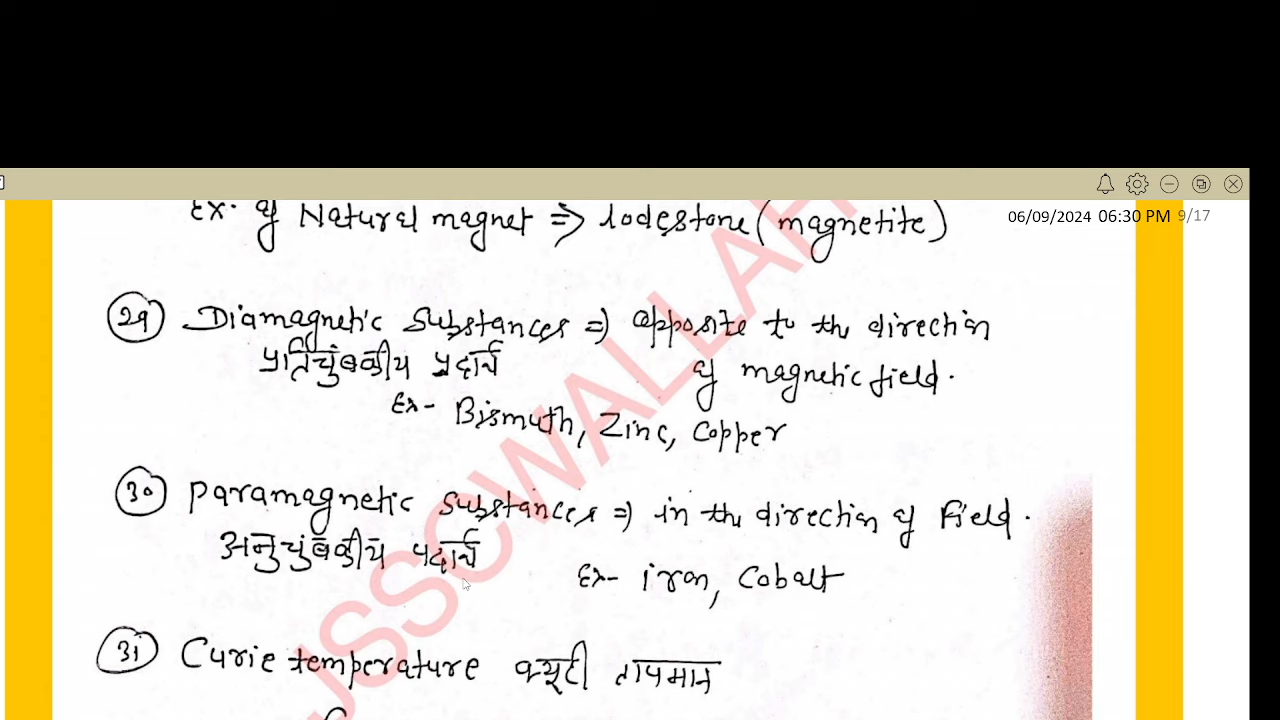 06/09/2024 06:30 PM 9/17
Ex- of Natural magnet => lodestone (magnetite)
29 Diamagnetic Substances => opposite to the direction
प्रतिचुंबकीय प्रदार्थ of magnetic field.
Ex- Bismuth, Zinc, Copper
30 Paramagnetic Substances => in the direction of Field.
अनुचुंबकीय पदार्थ
Ex- iron, Cobalt
31 Curie temperature क्यूरी तापमान
JSSCWALLAH